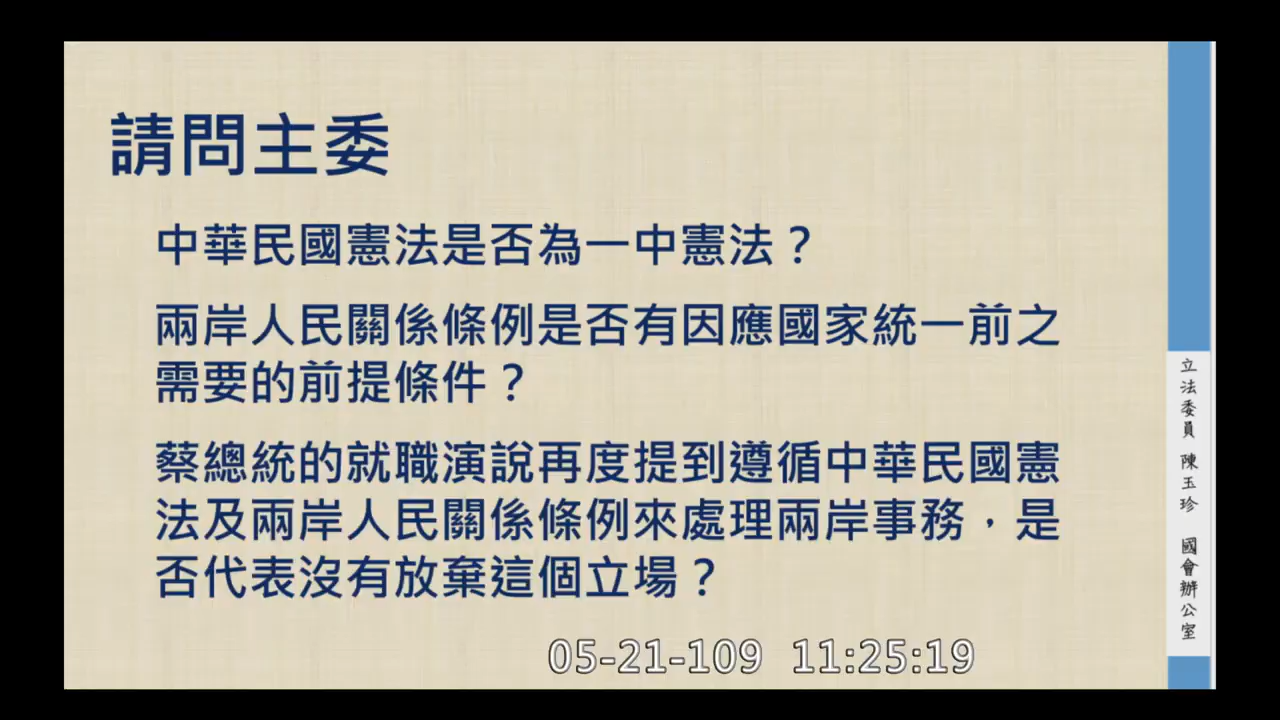 請問主委
中華民國憲法是否為一中憲法？
兩岸人民關係條例是否有因應國家統一前之
需要的前提條件？
蔡總統的就職演說再度提到遵循中華民國憲
法及兩岸人民關係條例來處理兩岸事務，是
否代表沒有放棄這個立場？
立法委員 陳玉珍 國會辦公室
05-21-109 11:25:19